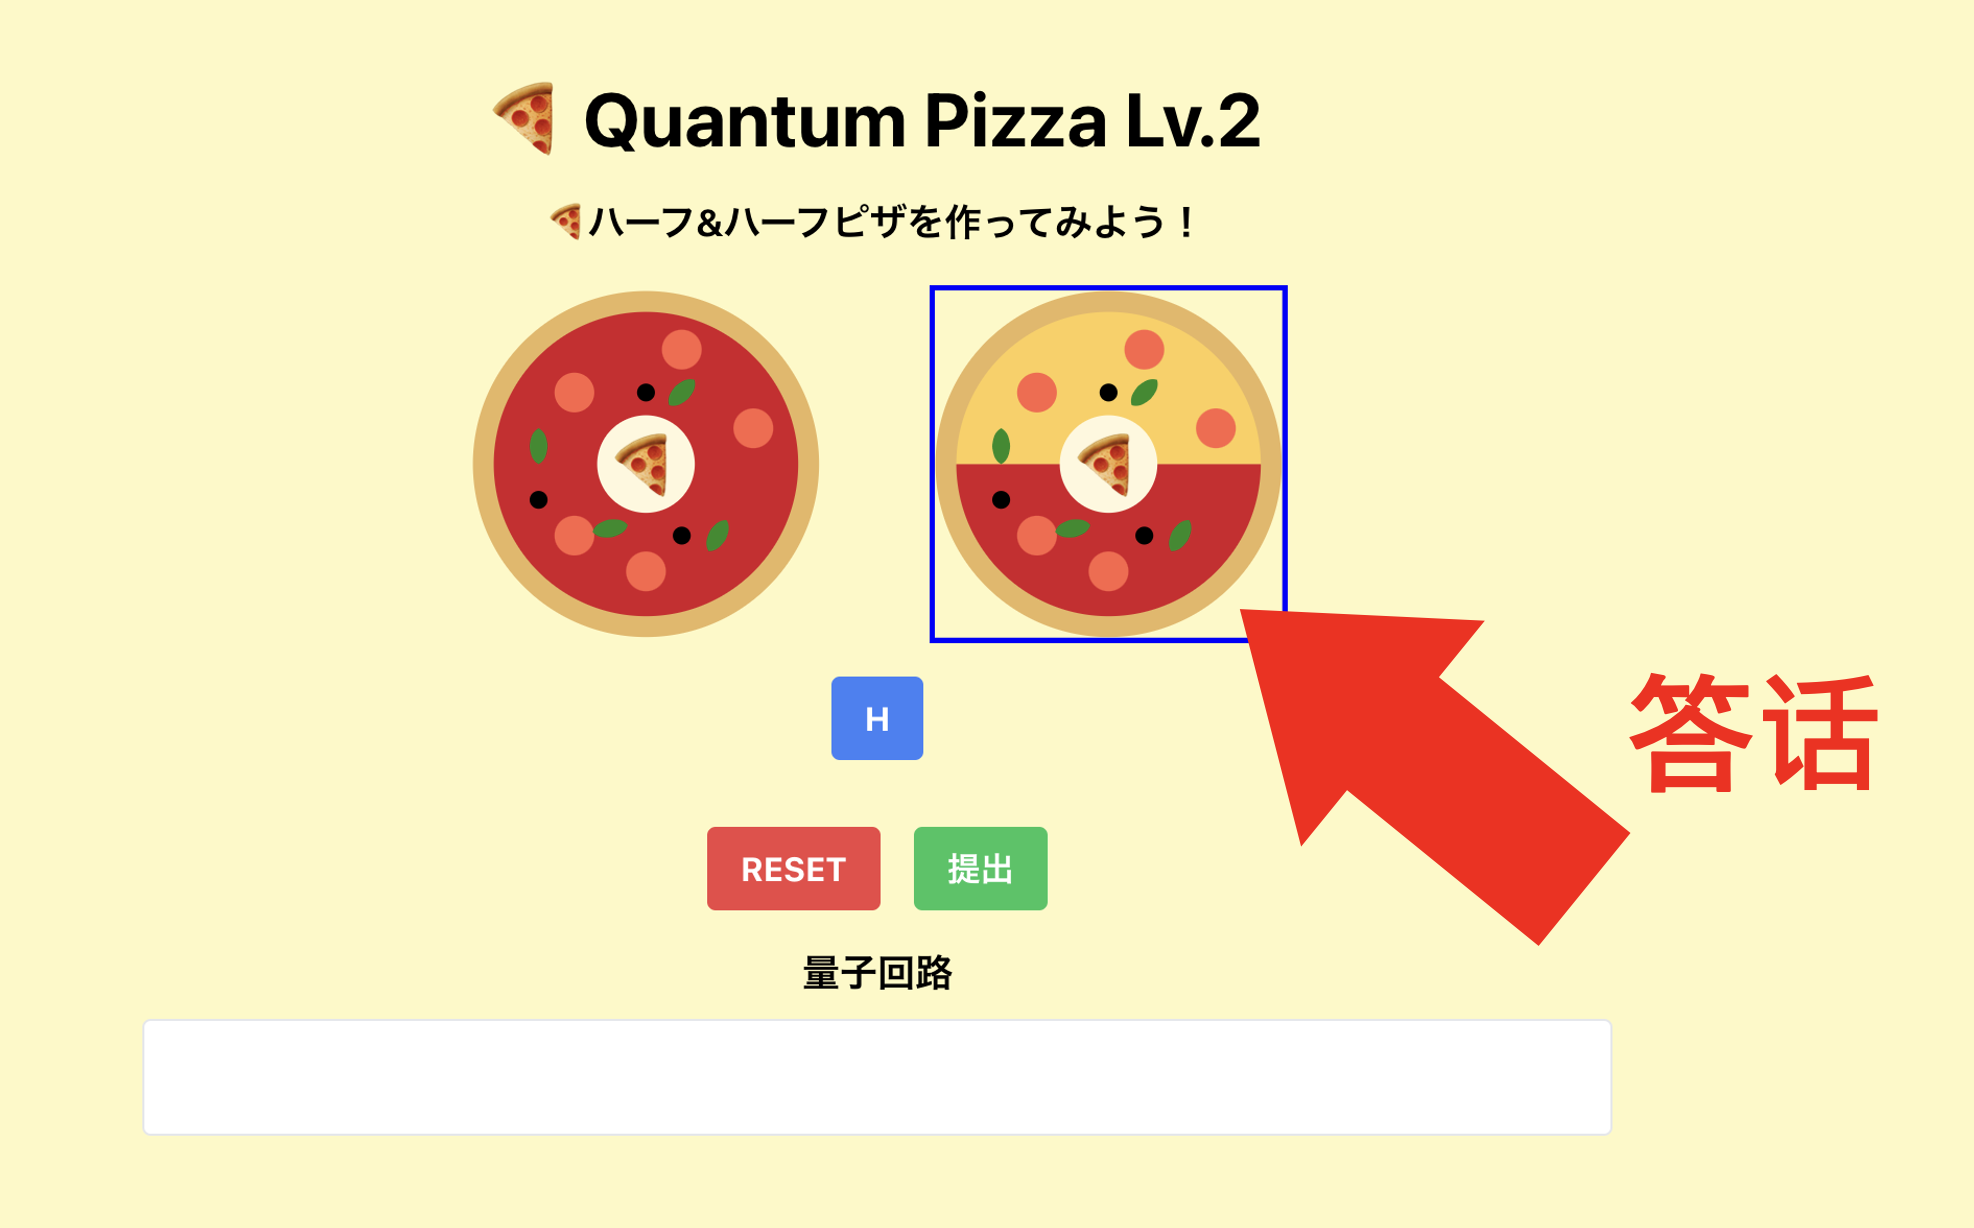 Quantum Pizza Lv.2
ハーフ&ハーフピザを作ってみよう！
H
答话
RESET
提出
量子回路